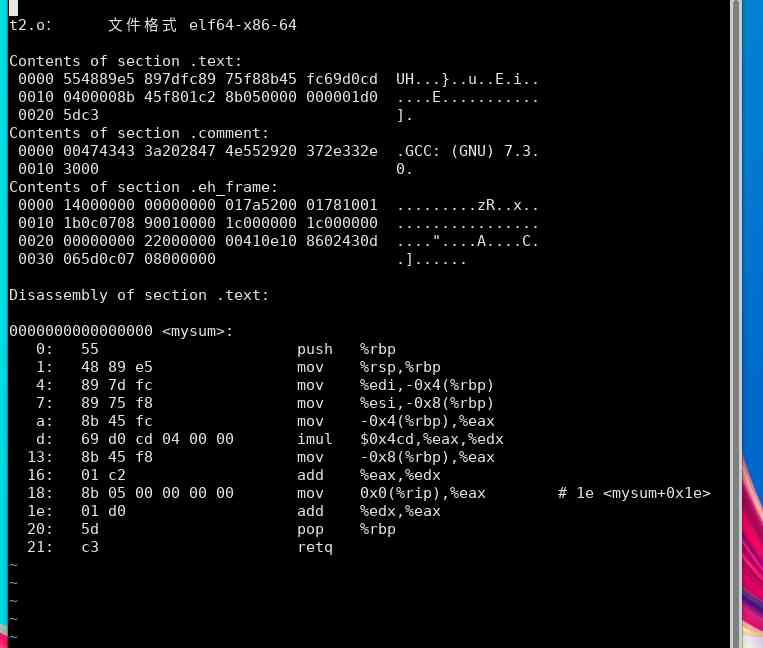 t2.o:      文件格式 elf64-x86-64

Contents of section .text:
 0000 554889e5 897dfc89 75f88b45 fc69d0cd  UH...}..u..E.i..
 0010 0400008b 45f801c2 8b050000 000001d0  ....E...........
 0020 5dc3                                 ].
Contents of section .comment:
 0000 00474343 3a202847 4e552920 372e332e  .GCC: (GNU) 7.3.
 0010 3000                                 0.
Contents of section .eh_frame:
 0000 14000000 00000000 017a5200 01781001  .........zR..x..
 0010 1b0c0708 90010000 1c000000 1c000000  ................
 0020 00000000 22000000 00410e10 8602430d  ...."....A....C.
 0030 065d0c07 08000000                    .]......

Disassembly of section .text:

0000000000000000 <mysum>:
   0:   55                      push   %rbp
   1:   48 89 e5                mov    %rsp,%rbp
   4:   89 7d fc                mov    %edi,-0x4(%rbp)
   7:   89 75 f8                mov    %esi,-0x8(%rbp)
   a:   8b 45 fc                mov    -0x4(%rbp),%eax
   d:   69 d0 cd 04 00 00       imul   $0x4cd,%eax,%edx
  13:   8b 45 f8                mov    -0x8(%rbp),%eax
  16:   01 c2                   add    %eax,%edx
  18:   8b 05 00 00 00 00       mov    0x0(%rip),%eax        # 1e <mysum+0x1e>
  1e:   01 d0                   add    %edx,%eax
  20:   5d                      pop    %rbp
  21:   c3                      retq
~
~
~
~
~